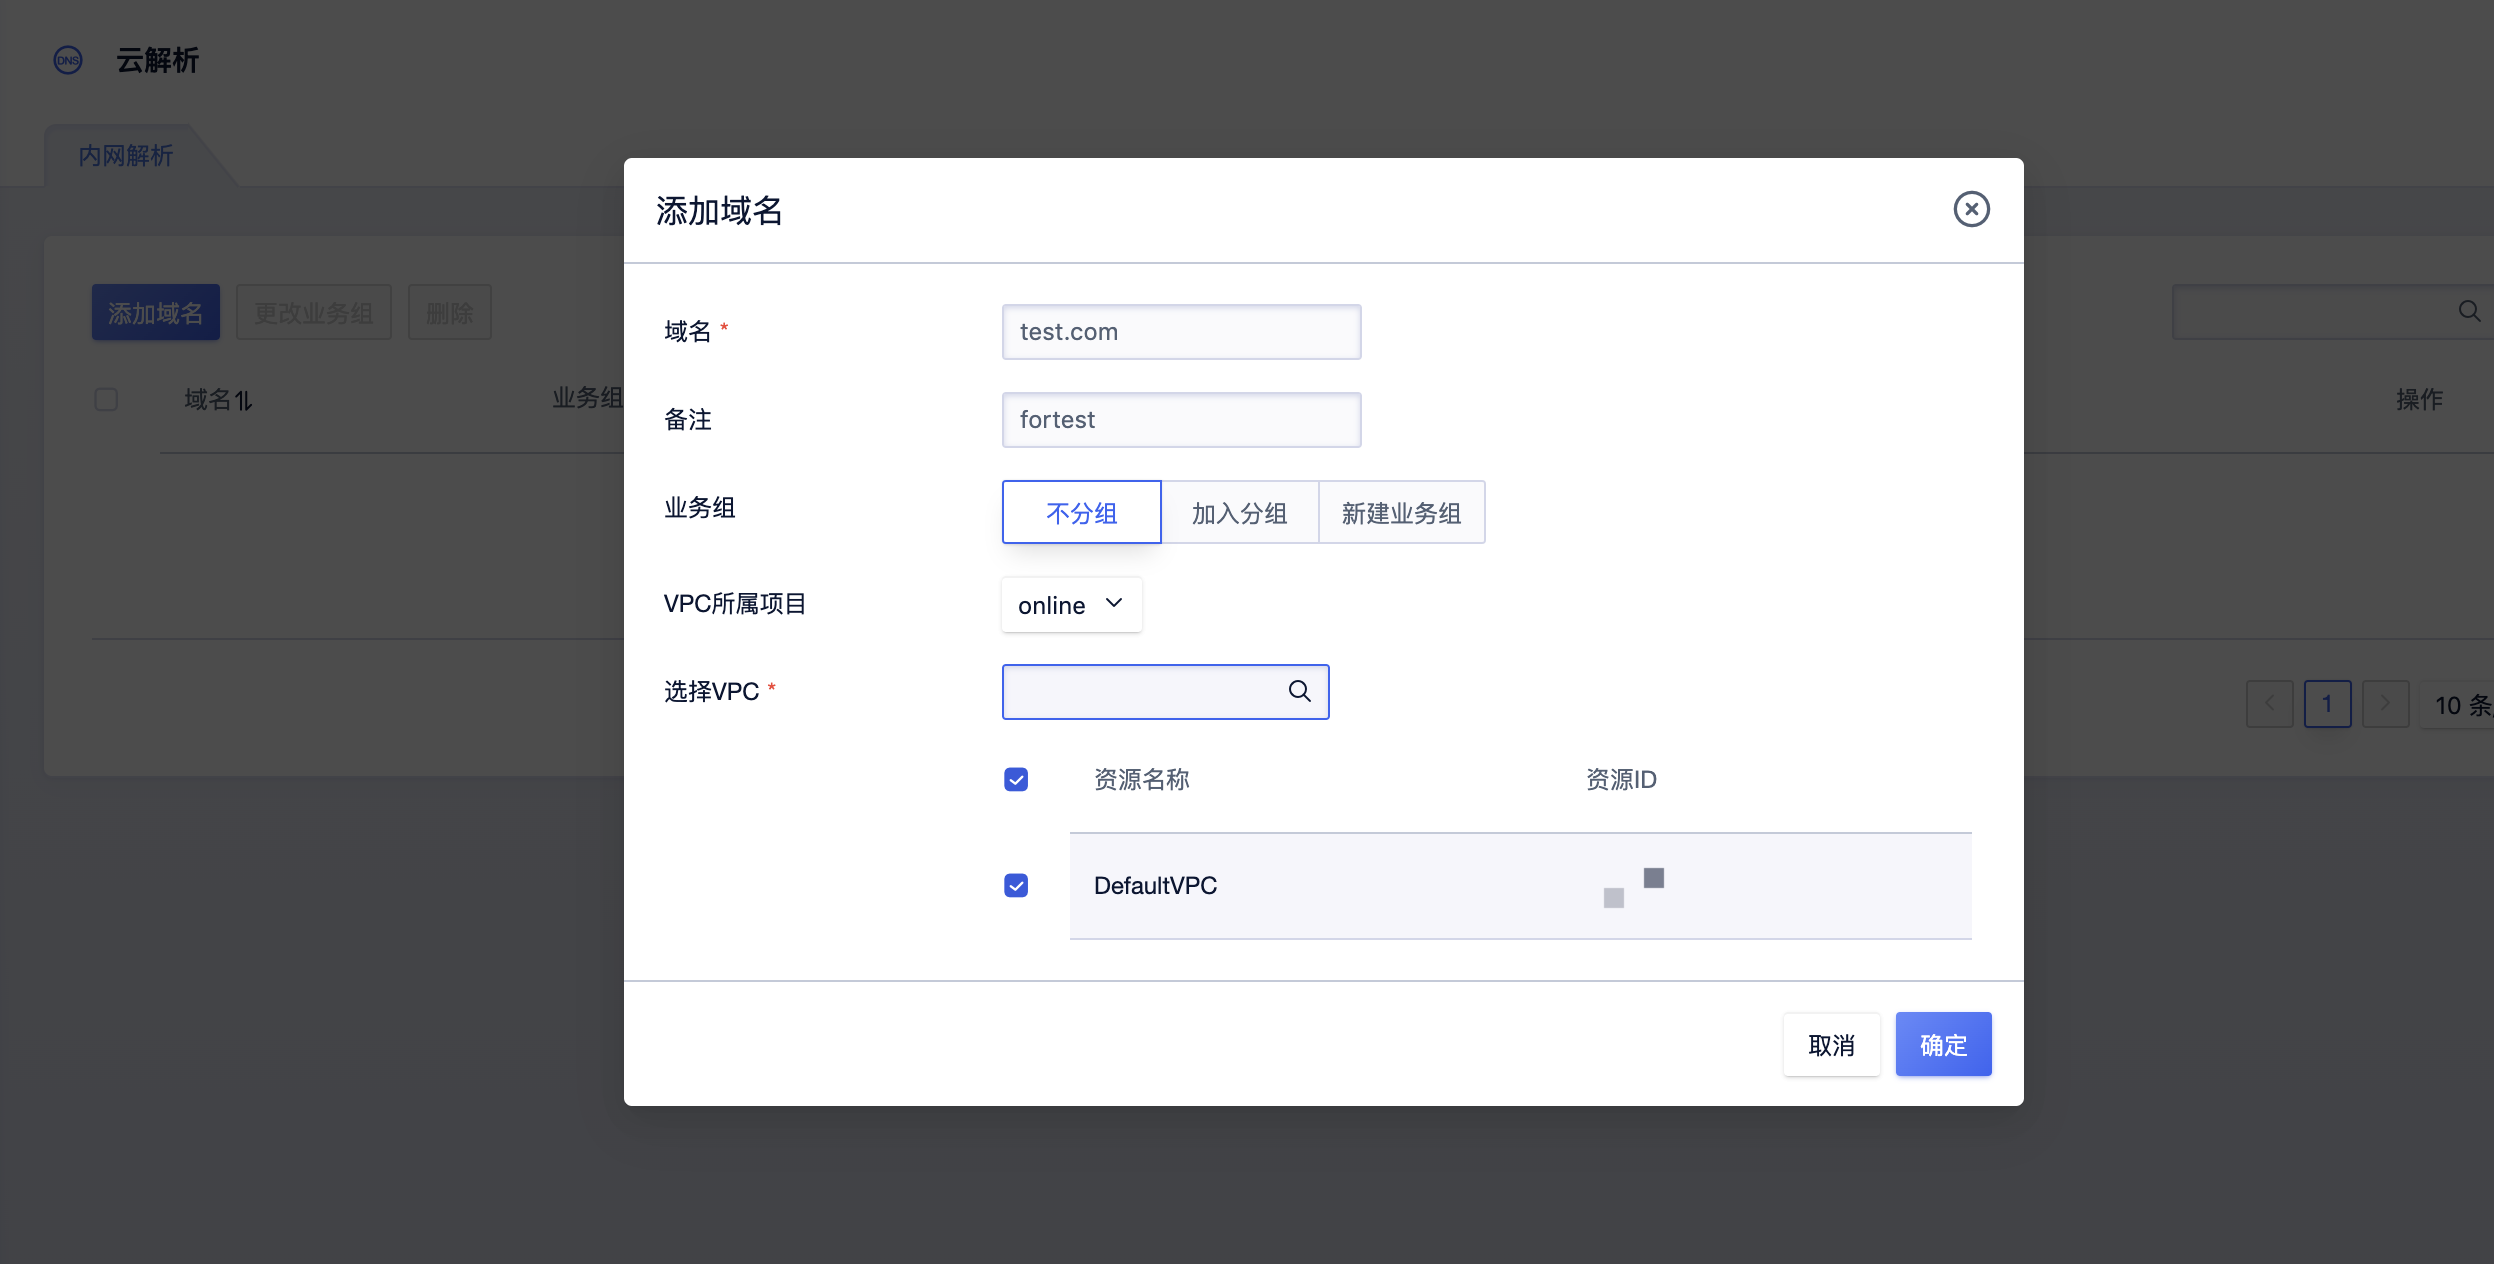 DNS 云解析
内网解析
添加域名
添加域名 更改业务组 删除
域名 * test.com
域名 业务组 操作
备注 fortest
业务组 不分组 加入分组 新建业务组
VPC所属项目 online
选择VPC *
1 10 条
资源名称 资源ID
DefaultVPC
取消 确定